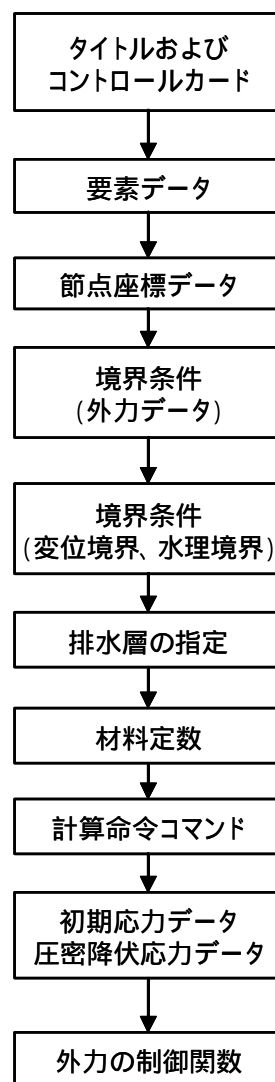 タイトルおよび
コントロールカード
要素データ
節点座標データ
境界条件
(外力データ)
境界条件
(変位境界、水理境界)
排水層の指定
材料定数
計算命令コマンド
初期応力データ
圧密降伏応力データ
外力の制御関数